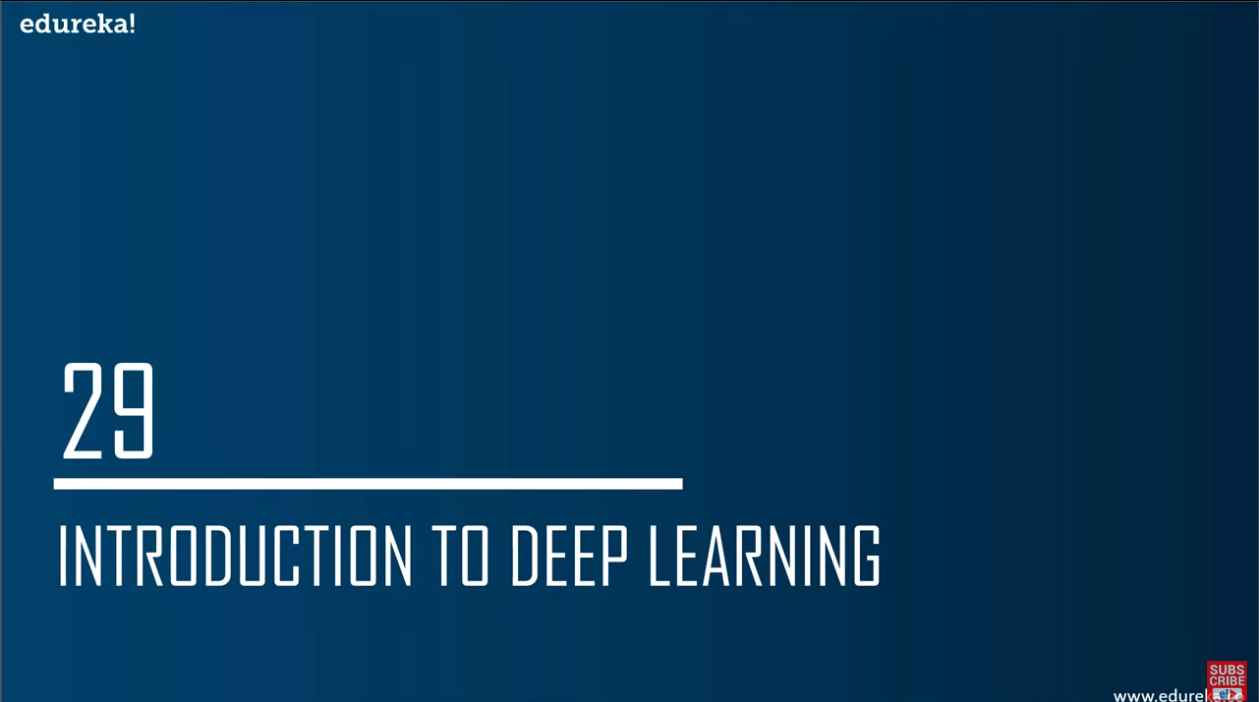 edureka!
29
INTRODUCTION TO DEEP LEARNING
SUBS
CRIBE